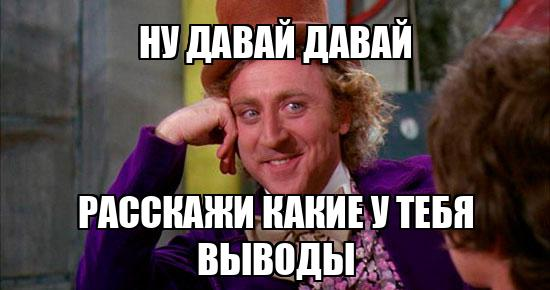 НУ ДАВАЙ ДАВАЙ
РАССКАЖИ КАКИЕ У ТЕБЯ
ВЫВОДЫ